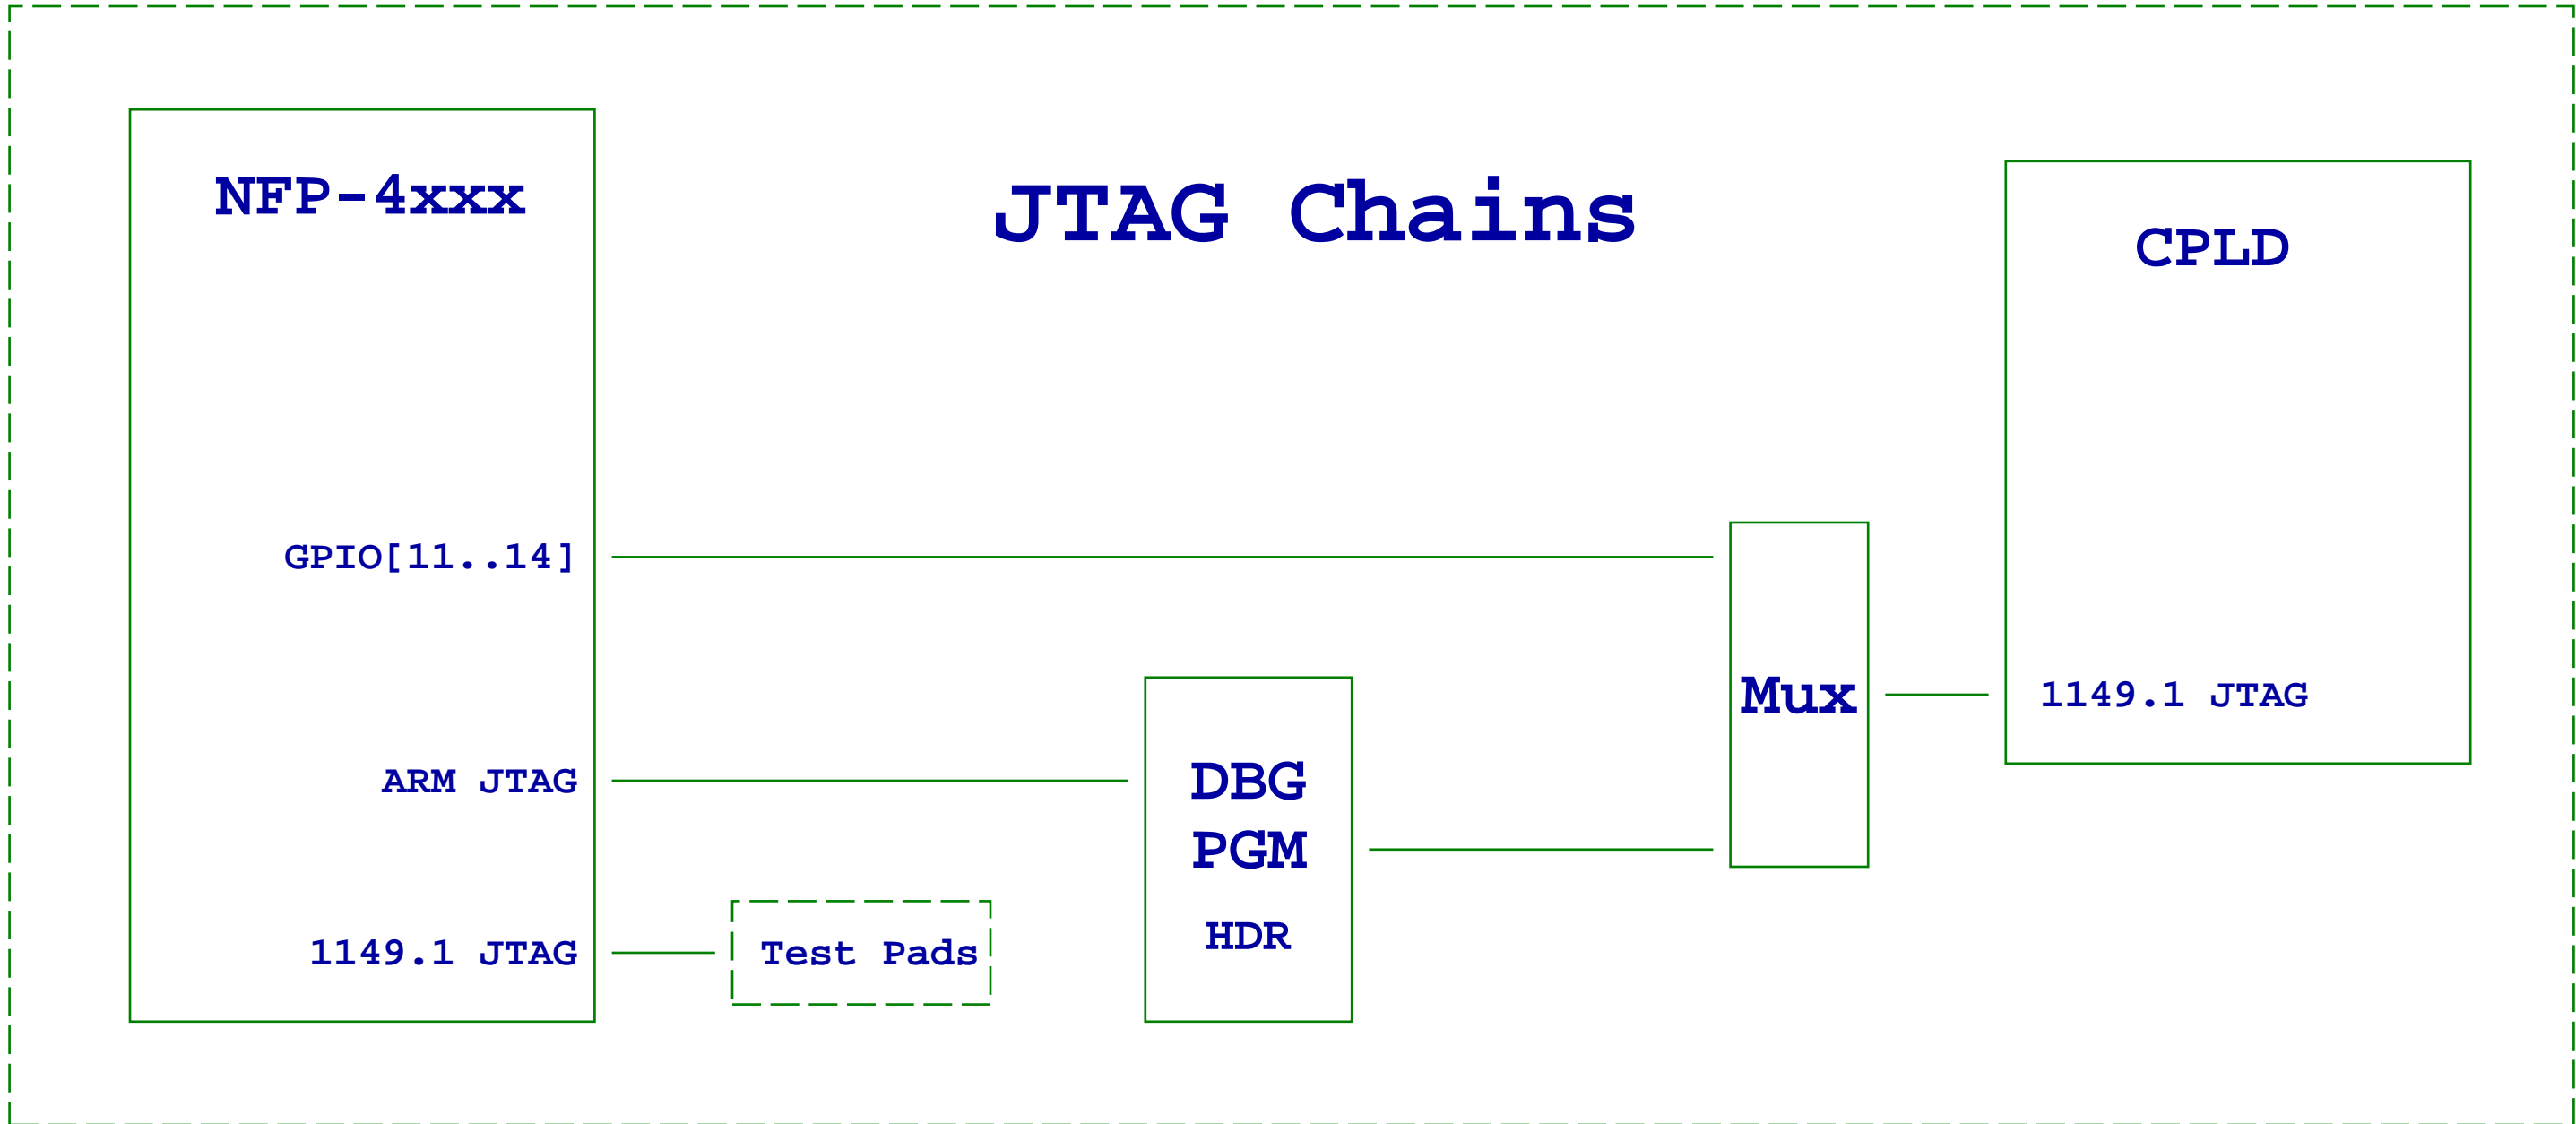 NFP-4xxx
JTAG Chains
CPLD
GPIO[11..14]
Mux
1149.1 JTAG
ARM JTAG
DBG
PGM
HDR
1149.1 JTAG
Test Pads